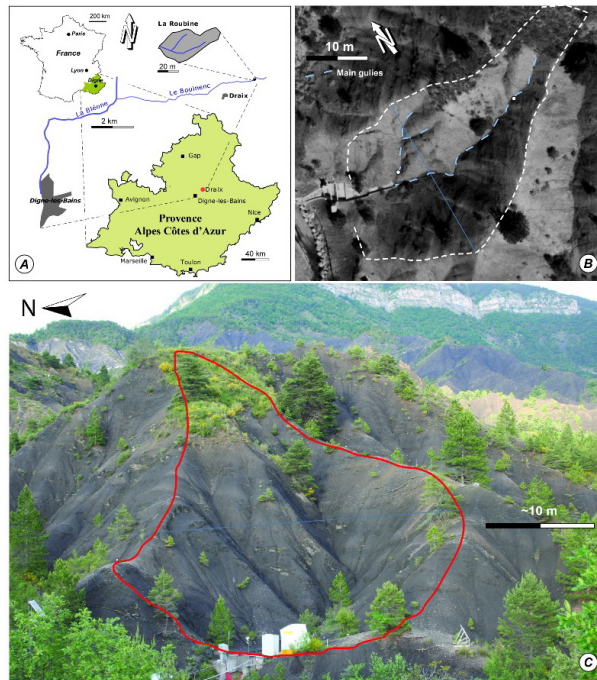 200 km
N
Paris
France
Lyon
Digne
La Roubine
20 m
Le Bouinenc
Draix
La Bléone
2 km
Digne-les-Bains
Gap
Draix
Digne-les-Bains
Avignon
Provence
Alpes Côtes d'Azur
Nice
Marseille
Toulon
40 km
A
10 m
N
Main gullies
B
N
~10 m
C